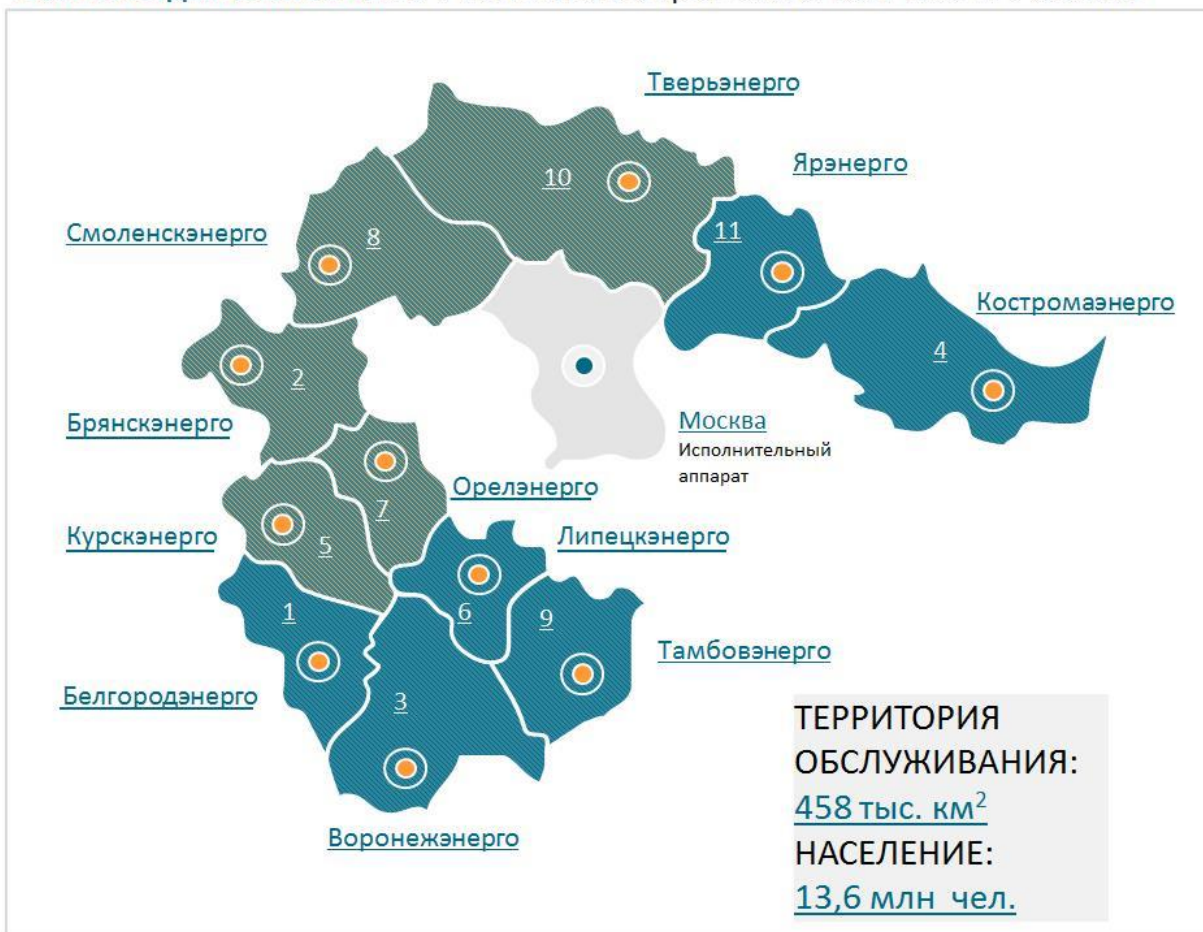 Тверьэнерго
Ярэнерго
10
11
Смоленскэнерго
8
Костромаэнерго
4
2
Брянскэнерго
Москва
Исполнительный
аппарат
Орелэнерго
7
Курскэнерго
5
Липецкэнерго
1
6
9
Тамбовэнерго
Белгородэнерго
3
Воронежэнерго
ТЕРРИТОРИЯ
ОБСЛУЖИВАНИЯ:
458 тыс. км²
НАСЕЛЕНИЕ:
13,6 млн чел.